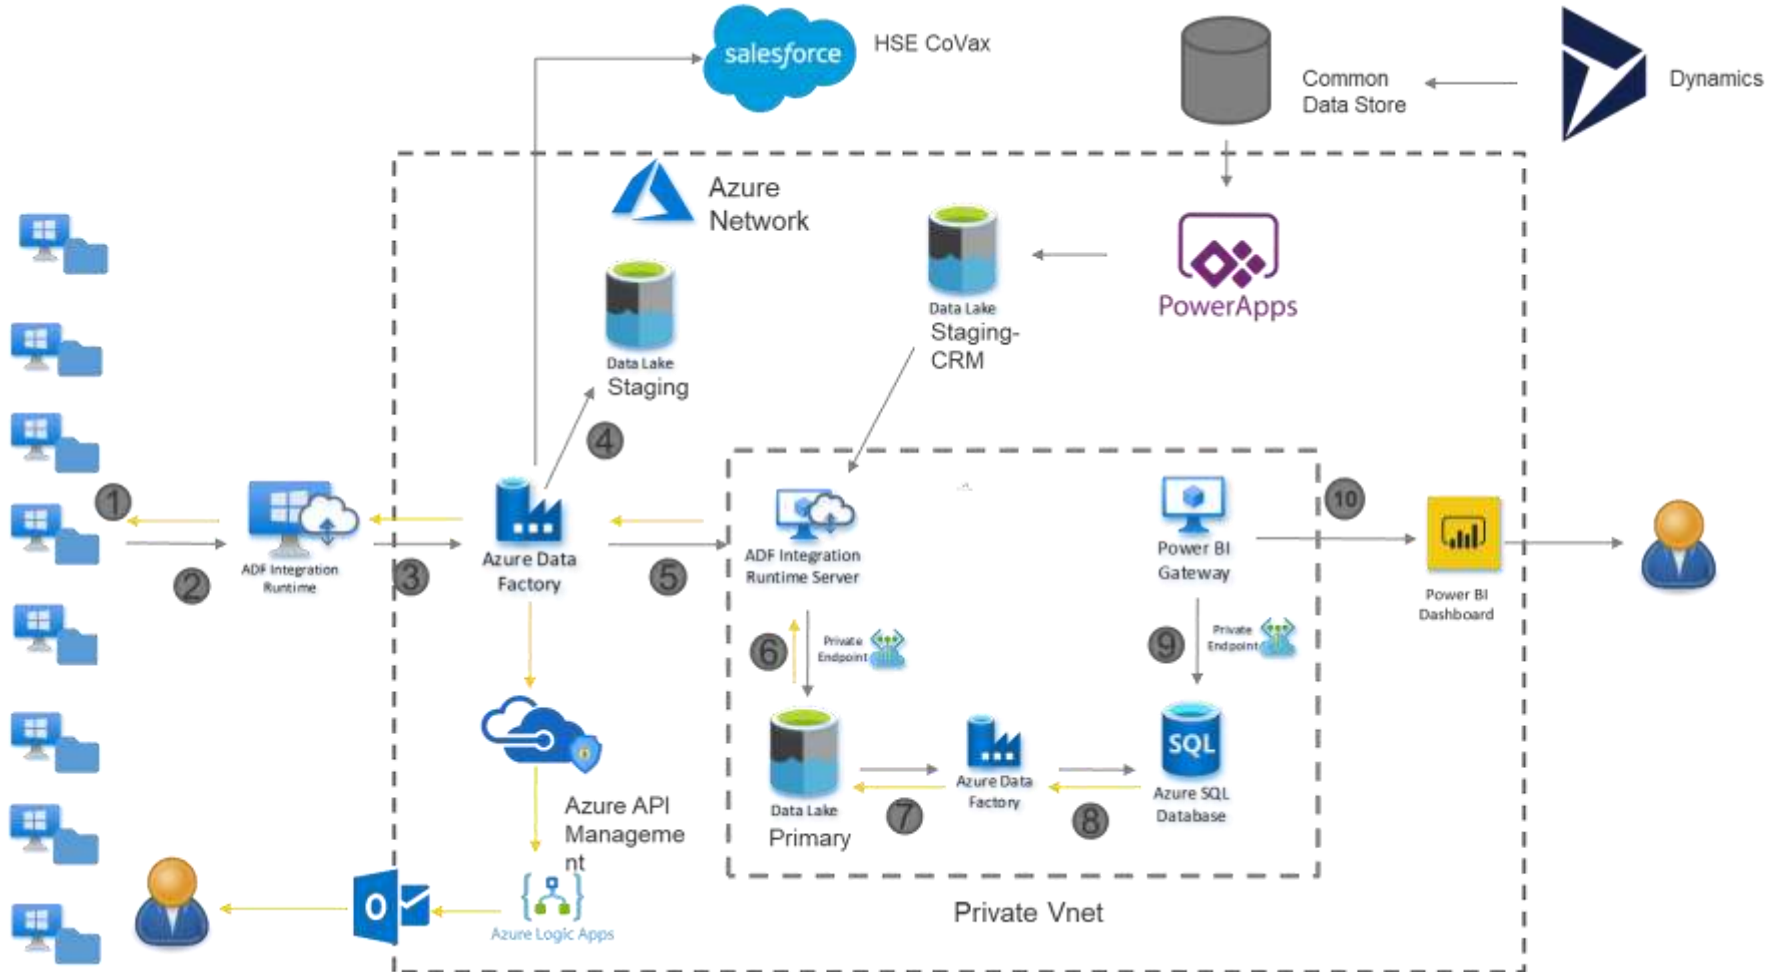 salesforce
HSE CoVax
Common
Data Store
Dynamics
Azure
Network
Data Lake
Staging
Data Lake
Staging-
CRM
PowerApps
4
1
2
ADF Integration
Runtime
3
Azure Data
Factory
5
ADF Integration
Runtime Server
Power BI
Gateway
10
Power BI
Dashboard
6
Private
Endpoint
9
Private
Endpoint
SQL
Azure SQL
Database
Azure Data
Factory
Data Lake
Primary
7
8
Azure API
Manageme
nt
O
Azure Logic Apps
Private Vnet